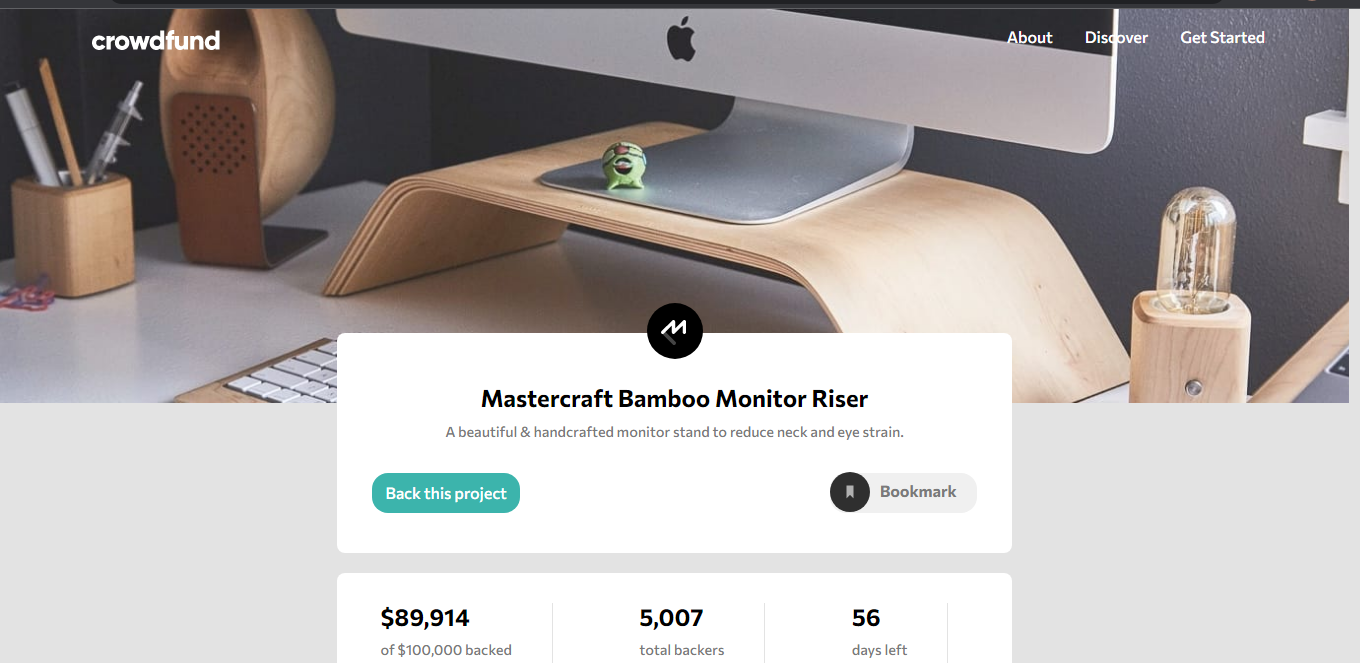 crowdfund
About Discover Get Started
Mastercraft Bamboo Monitor Riser
A beautiful & handcrafted monitor stand to reduce neck and eye strain.
Back this project
Bookmark
$89,914
of $100,000 backed
5,007
total backers
56
days left